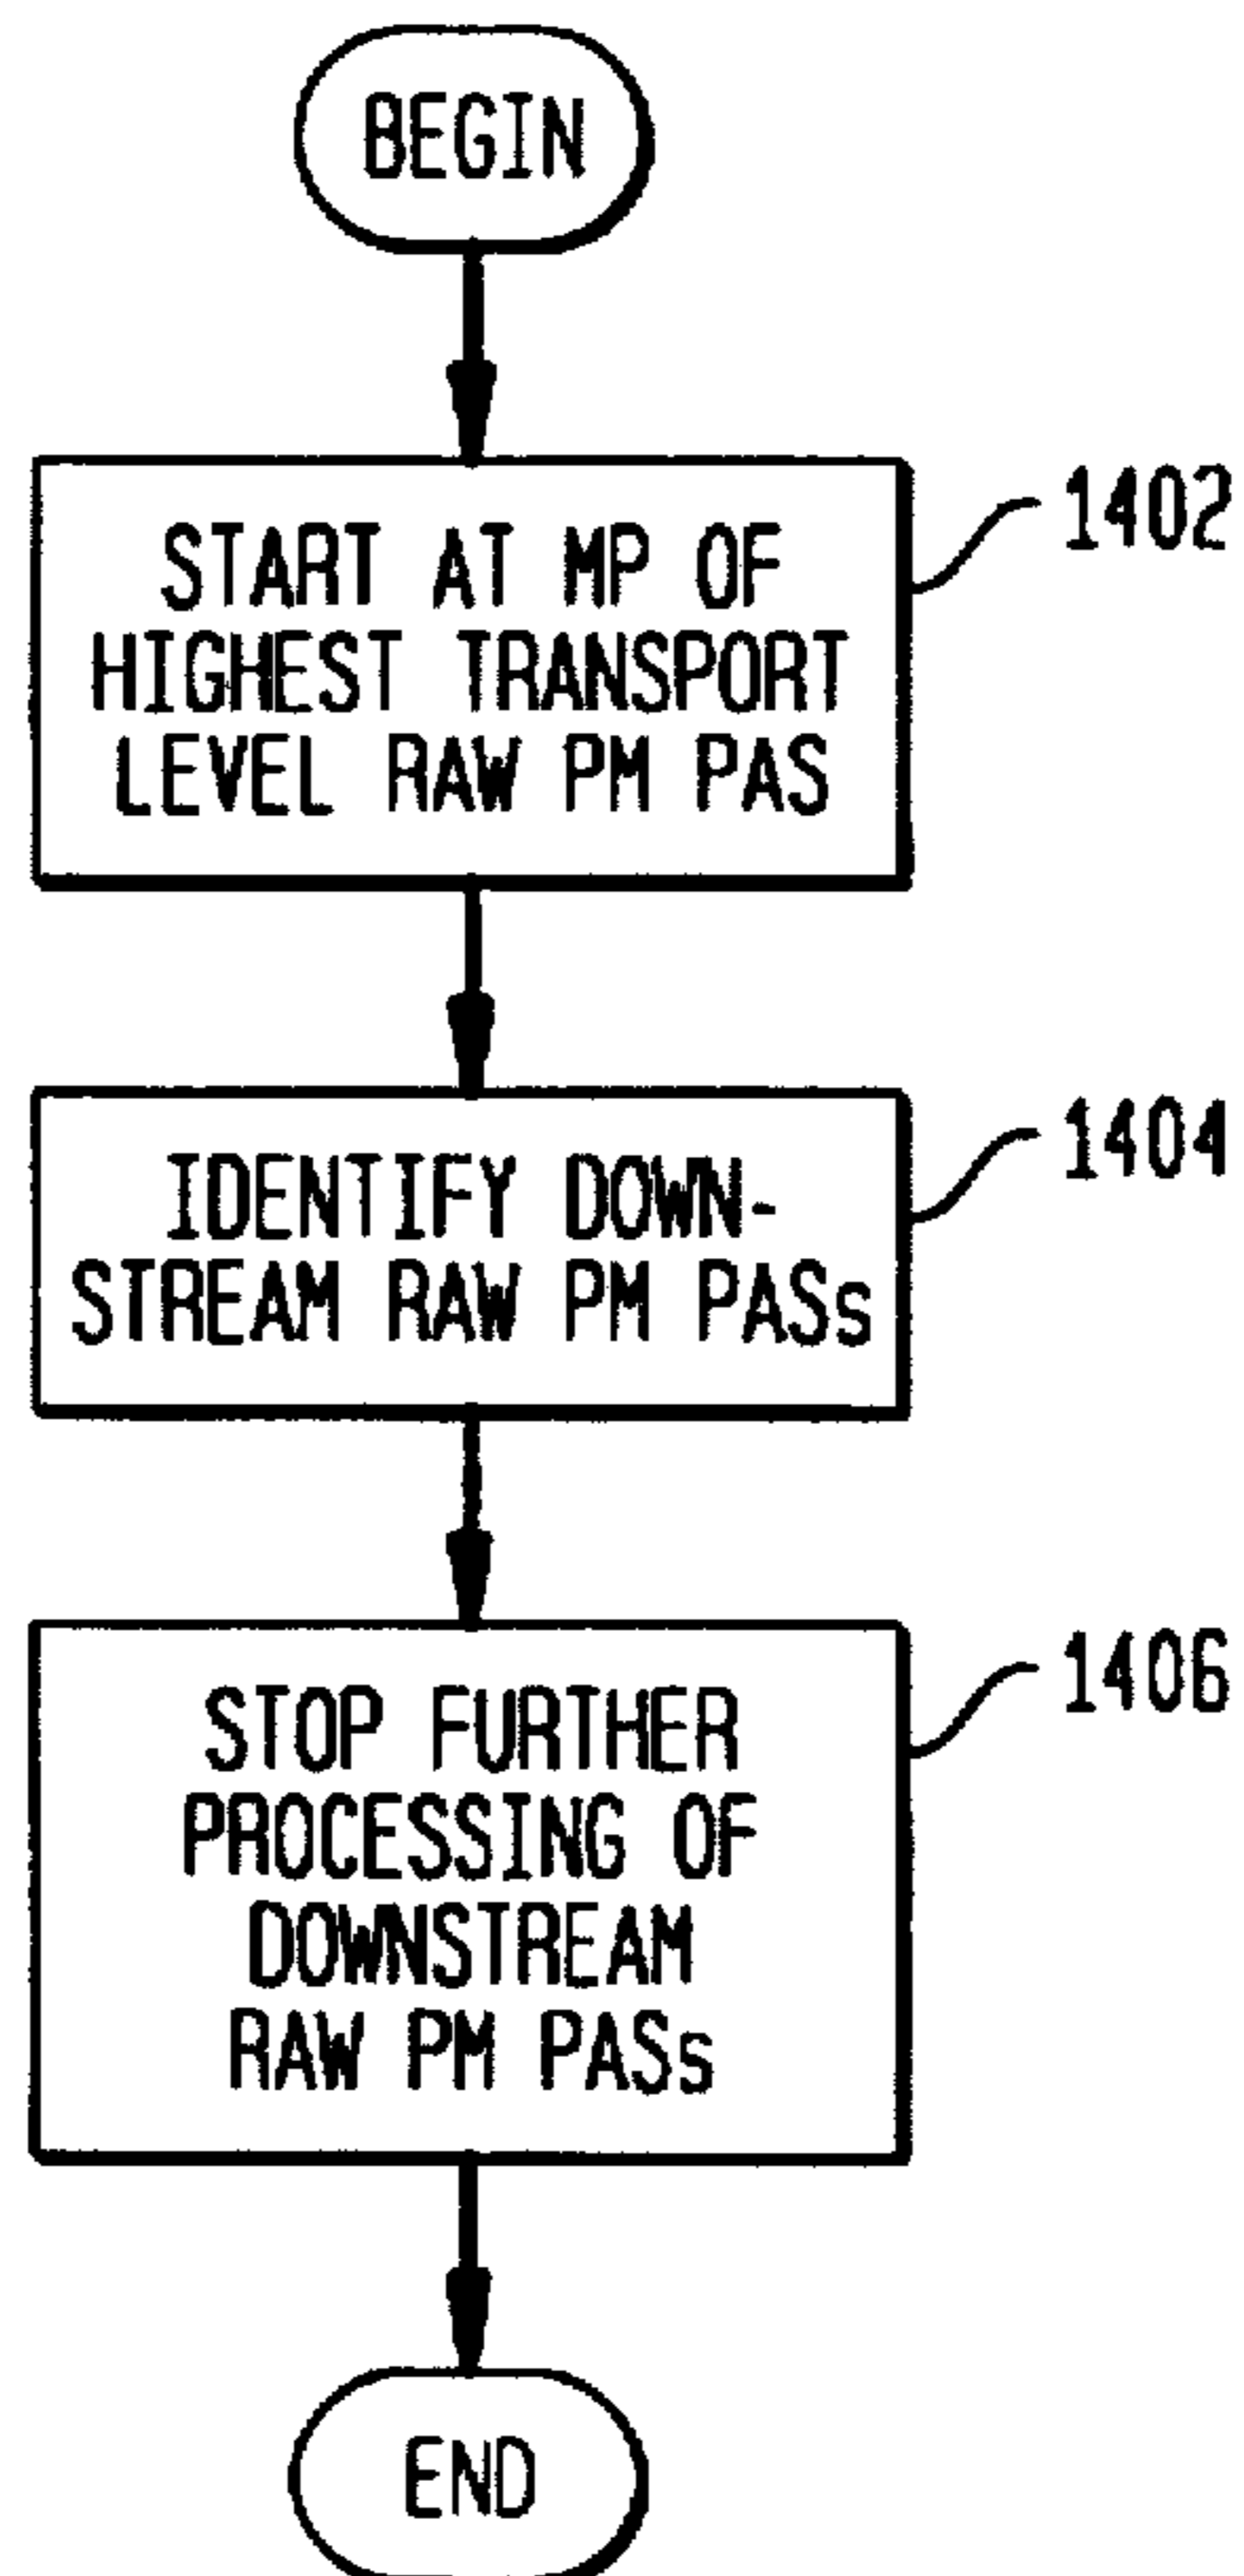 BEGIN
START AT MP OF
HIGHEST TRANSPORT
LEVEL RAW PM PAS
1402
IDENTIFY DOWN-
STREAM RAW PM PASs
1404
STOP FURTHER
PROCESSING OF
DOWNSTREAM
RAW PM PASs
1406
END